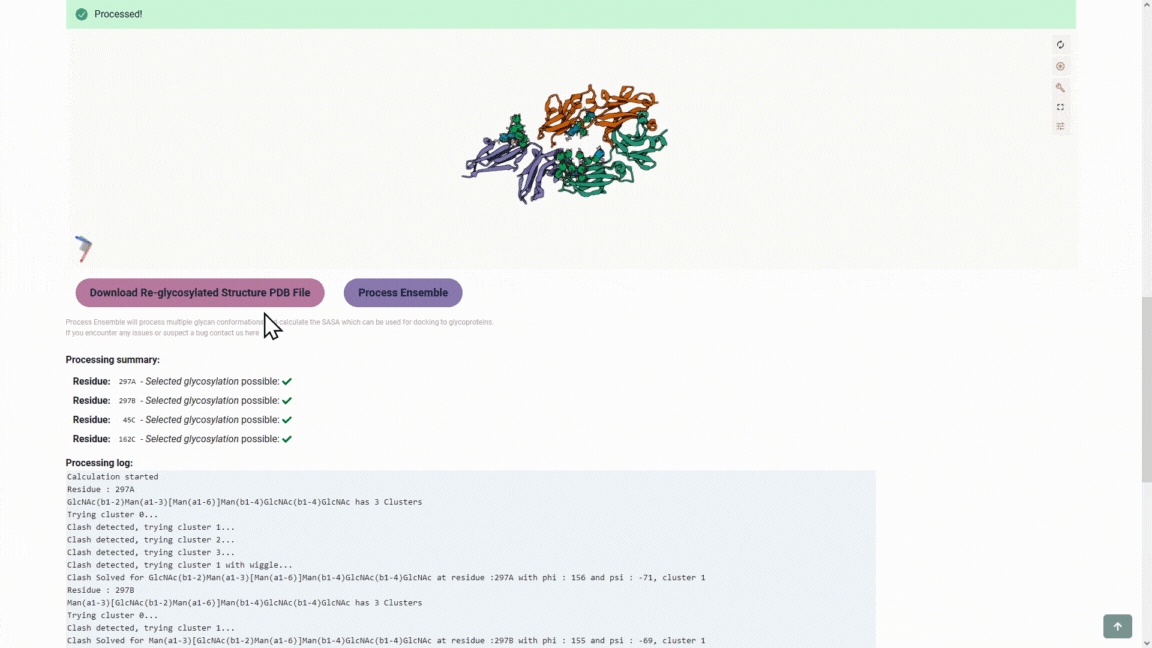 Processed!
Download Re-glycosylated Structure PDB File
Process Ensemble
Process Ensemble will process multiple glycan conformations calculate the SASA which can be used for docking to glycoproteins.
If you encounter any issues or suspect a bug contact us here
Processing summary:
Residue: 297A - Selected glycosylation possible: ✔
Residue: 297B - Selected glycosylation possible: ✔
Residue: 45C - Selected glycosylation possible: ✔
Residue: 162C - Selected glycosylation possible: ✔
Processing log:
Calculation started
Residue : 297A
GlcNAc(b1-2)Man(a1-3)[Man(a1-6)]Man(b1-4)GlcNAc(b1-4)GlcNAc has 3 Clusters
Trying cluster 0...
Clash detected, trying cluster 1...
Clash detected, trying cluster 2...
Clash detected, trying cluster 3...
Clash detected, trying cluster 1 with wiggle...
Clash Solved for GlcNAc(b1-2)Man(a1-3)[Man(a1-6)]Man(b1-4)GlcNAc(b1-4)GlcNAc at residue :297A with phi : 156 and psi : -71, cluster 1
Residue : 297B
Man(a1-3)[GlcNAc(b1-2)Man(a1-6)]Man(b1-4)GlcNAc(b1-4)GlcNAc has 3 Clusters
Trying cluster 0...
Clash detected, trying cluster 1...
Clash Solved for Man(a1-3)[GlcNAc(b1-2)Man(a1-6)]Man(b1-4)GlcNAc(b1-4)GlcNAc at residue :297B with phi : 155 and psi : -69, cluster 1